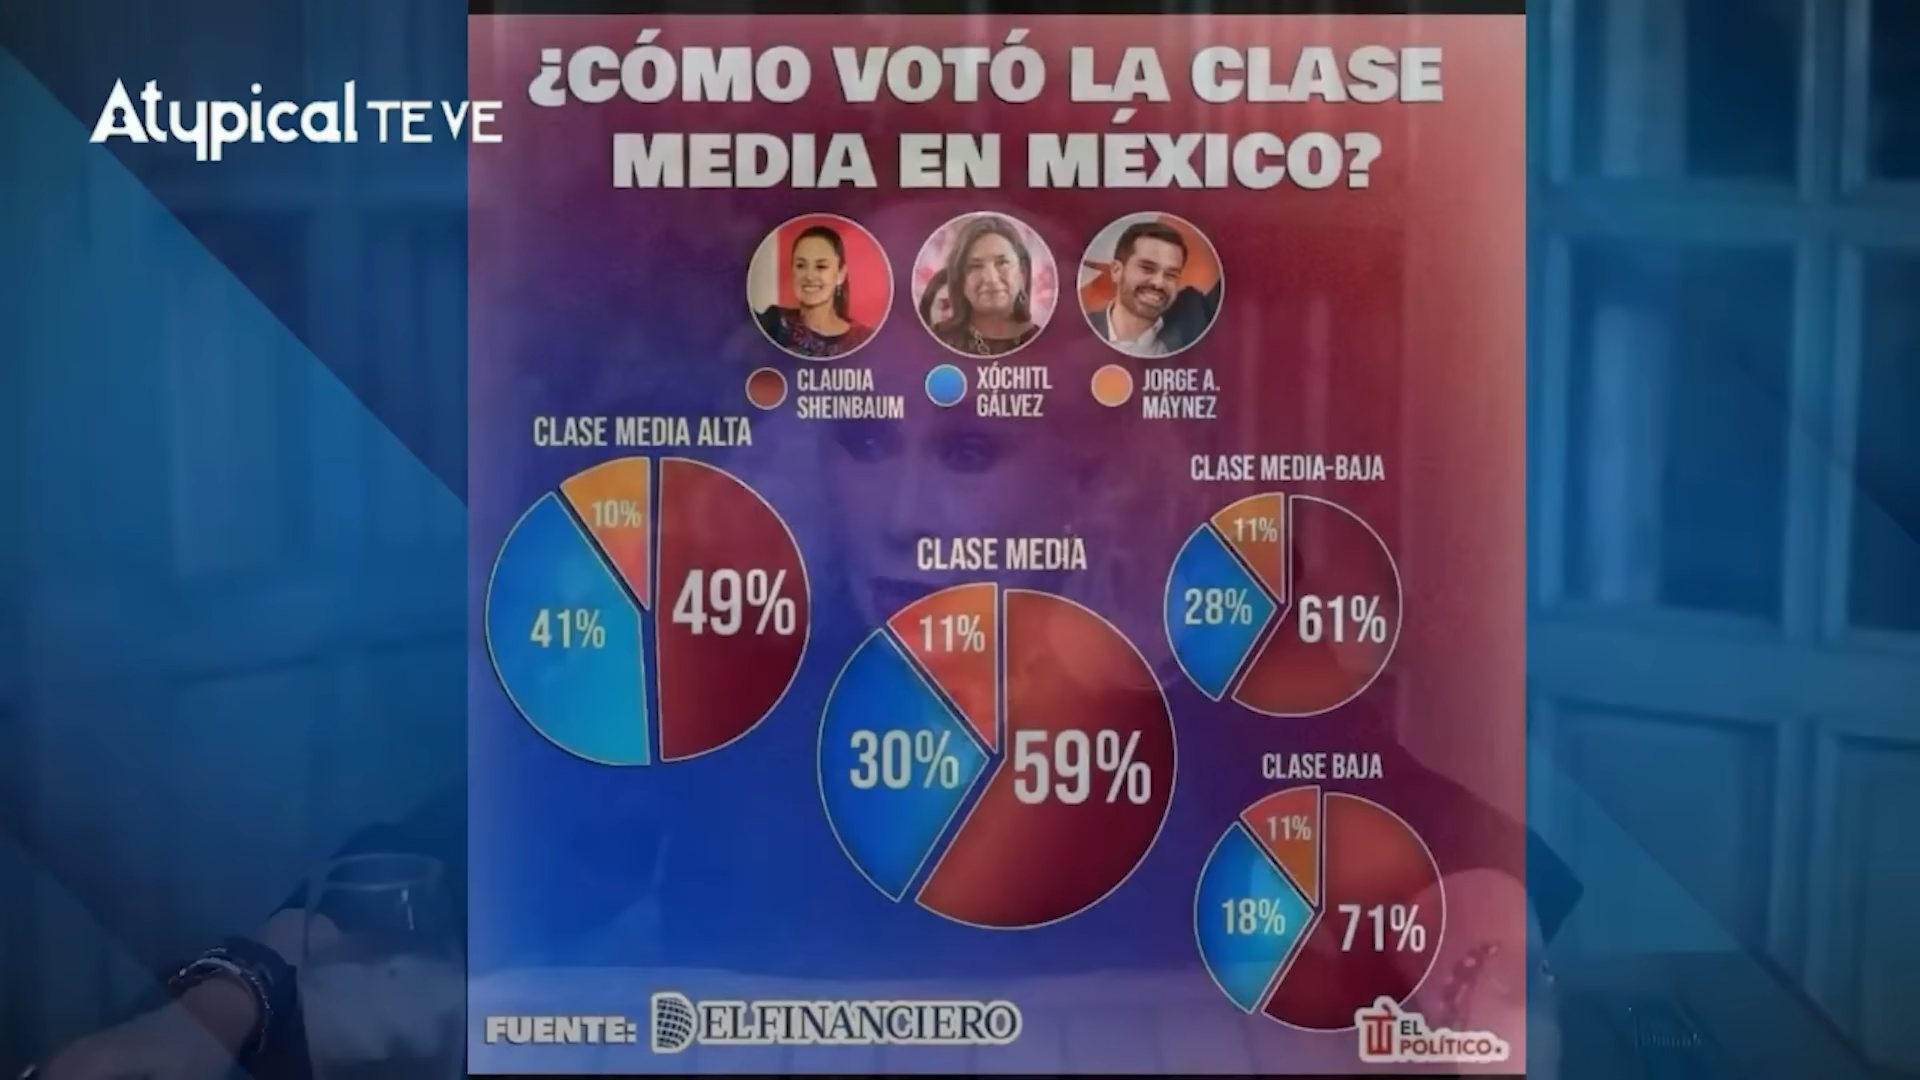 Atypical TE VE
¿CÓMO VOTÓ LA CLASE
MEDIA EN MÉXICO?
CLAUDIA
SHEINBAUM
XÓCHITL
GÁLVEZ
JORGE A.
MÁYNEZ
CLASE MEDIA ALTA
10%
41%
49%
CLASE MEDIA
11%
30%
59%
CLASE MEDIA-BAJA
11%
28%
61%
CLASE BAJA
11%
18%
71%
FUENTE: EL FINANCIERO
EL
POLÍTICO.